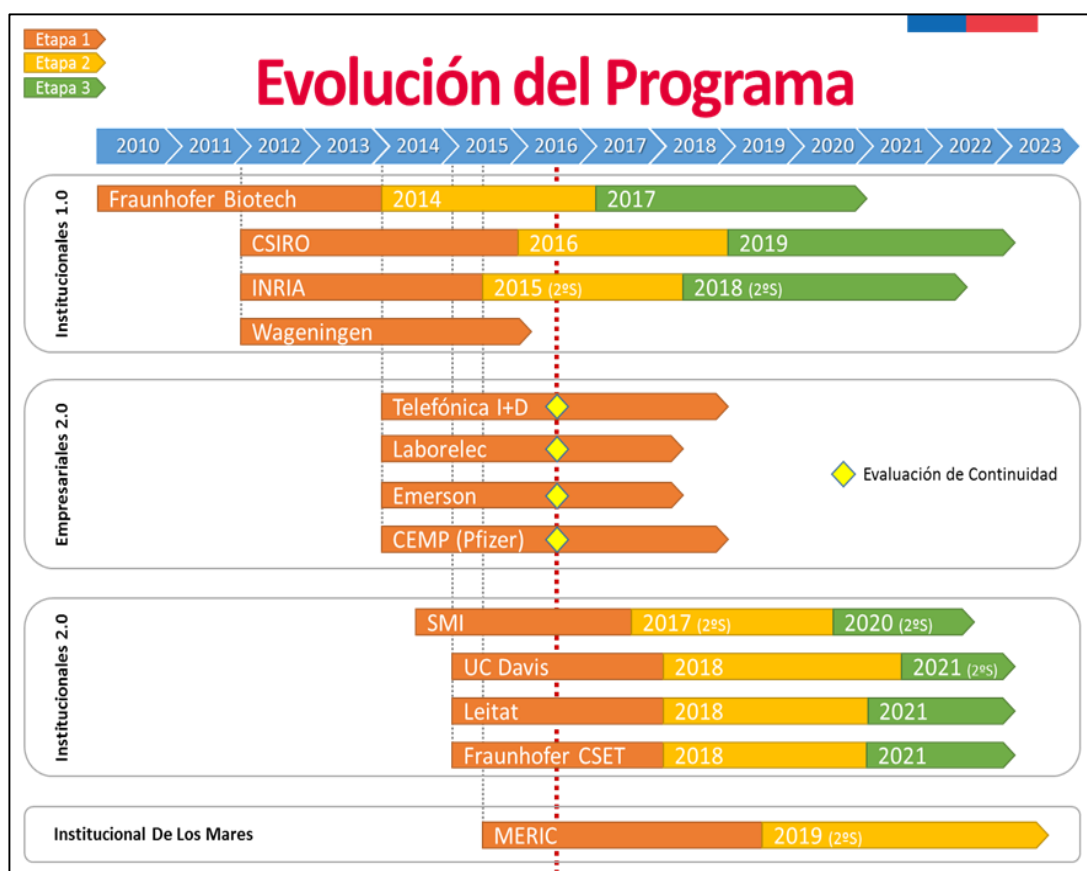 Etapa 1
Etapa 2
Etapa 3
Evolución del Programa
2010 2011 2012 2013 2014 2015 2016 2017 2018 2019 2020 2021 2022 2023
Institucionales 1.0
Fraunhofer Biotech 2014 2017
CSIRO 2016 2019
INRIA 2015 (2ºS) 2018 (2ºS)
Wageningen
Empresariales 2.0
Telefónica I+D
Laborelec
Emerson
CEMP (Pfizer)
Evaluación de Continuidad
Institucionales 2.0
SMI 2017 (2ºS) 2020 (2ºS)
UC Davis 2018 2021 (2ºS)
Leitat 2018 2021
Fraunhofer CSET 2018 2021
Institucional De Los Mares
MERIC 2019 (2ºS)